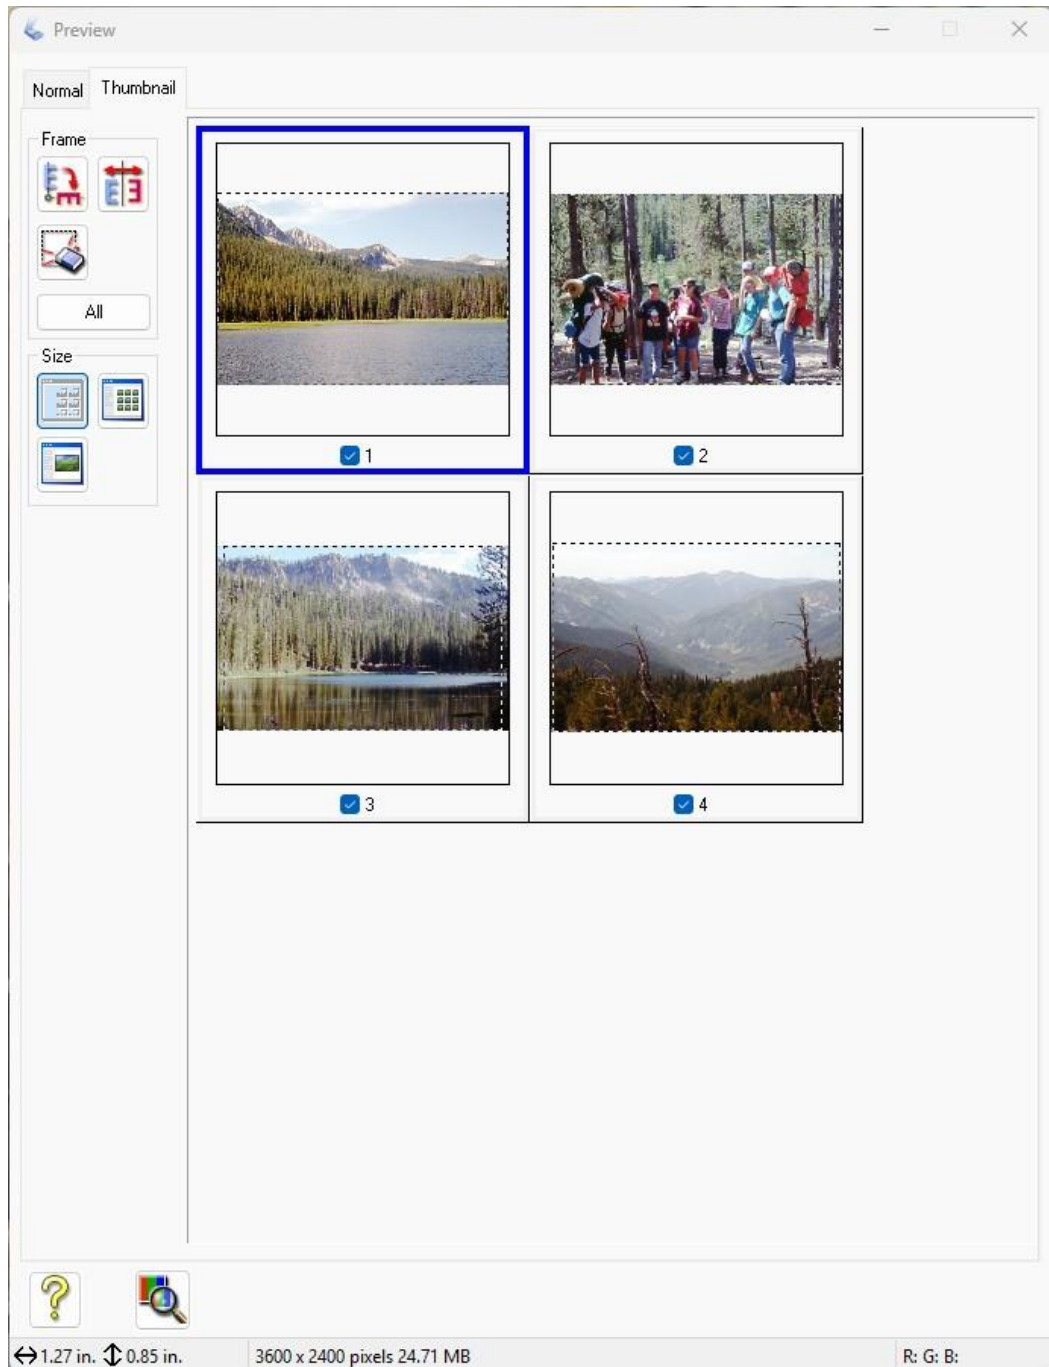 Preview
Normal
Thumbnail
Frame
All
Size
1
2
3
4
1.27 in.
0.85 in.
3600 x 2400 pixels 24.71 MB
R: G: B: